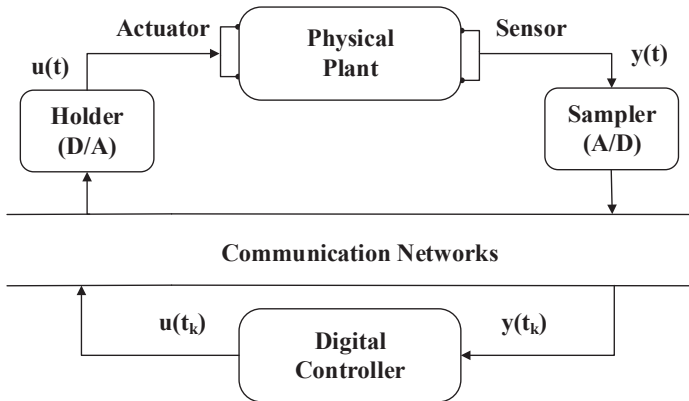 Actuator
Physical
Plant
Sensor
u(t)
y(t)
Holder
(D/A)
Sampler
(A/D)
Communication Networks
u(tₖ)
Digital
Controller
y(tₖ)